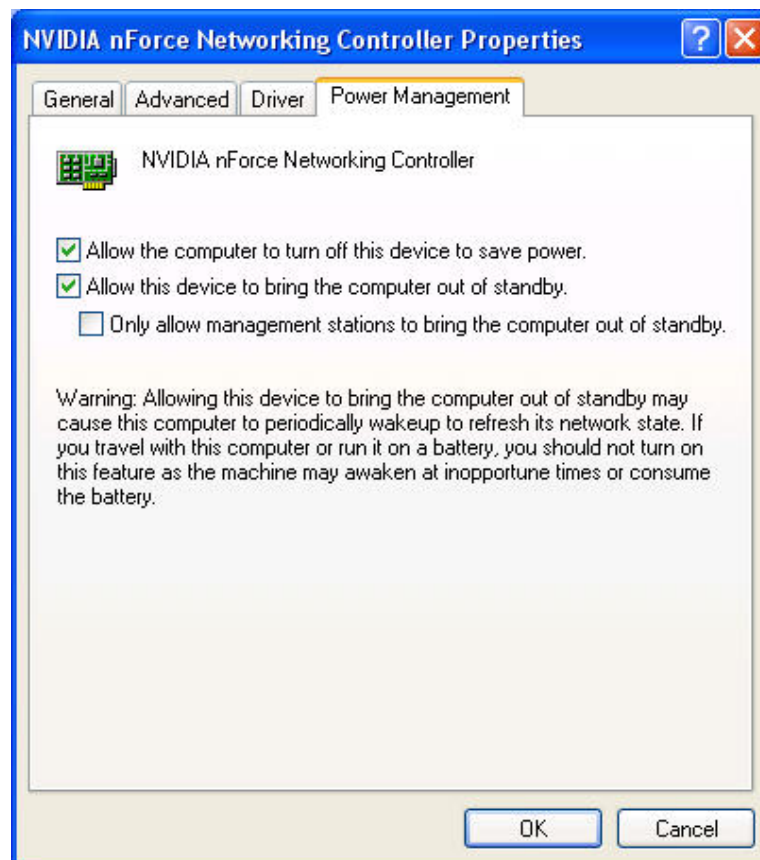 NVIDIA nForce Networking Controller Properties
General Advanced Driver Power Management
NVIDIA nForce Networking Controller
Allow the computer to turn off this device to save power.
Allow this device to bring the computer out of standby.
Only allow management stations to bring the computer out of standby.
Warning: Allowing this device to bring the computer out of standby may
cause this computer to periodically wakeup to refresh its network state. If
you travel with this computer or run it on a battery, you should not turn on
this feature as the machine may awaken at inopportune times or consume
the battery.
OK Cancel